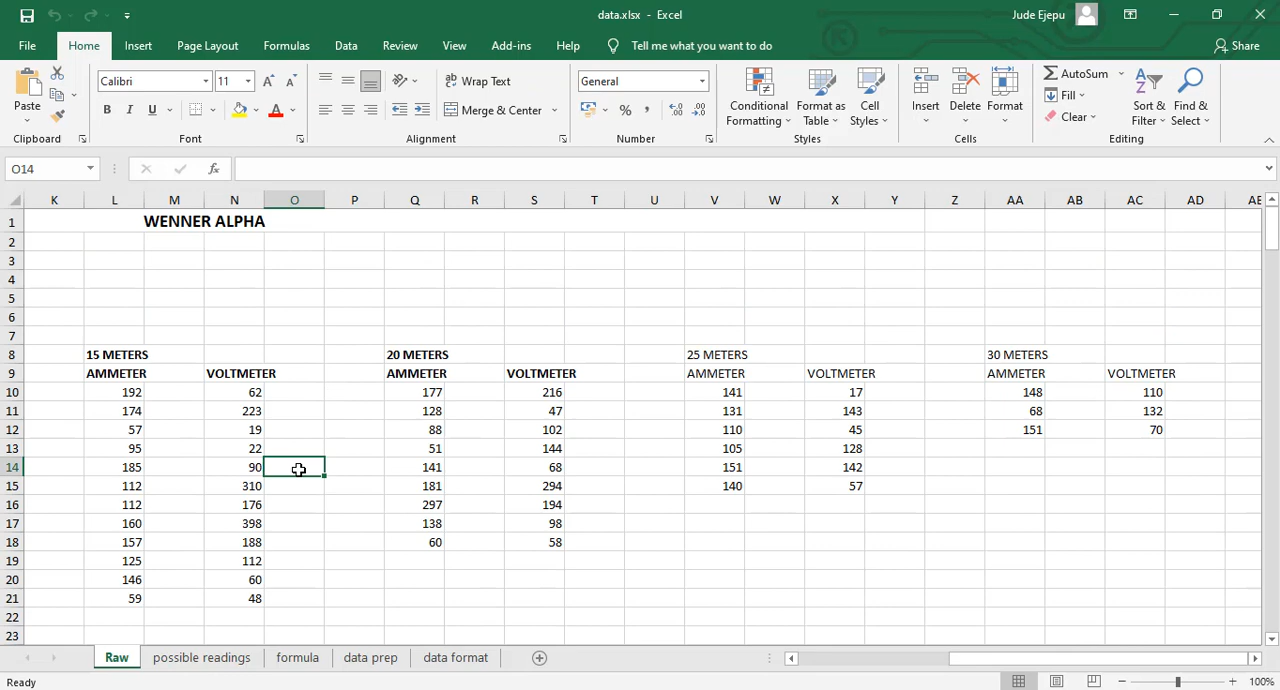 data.xlsx - Excel
Jude Ejepu
File Home Insert Page Layout Formulas Data Review View Add-ins Help Tell me what you want to do Share
Paste
Clipboard
Calibri 11
B I U
Font
Wrap Text
Merge & Center
Alignment
General
Number
Conditional Formatting
Format as Table
Cell Styles
Styles
Insert Delete Format
Cells
AutoSum
Fill
Clear
Sort & Filter
Find & Select
Editing
O14
K L M N O P Q R S T U V W X Y Z AA AB AC AD AE
1 WENNER ALPHA
2
3
4
5
6
7
8 15 METERS 20 METERS 25 METERS 30 METERS
9 AMMETER VOLTMETER AMMETER VOLTMETER AMMETER VOLTMETER AMMETER VOLTMETER
10 192 62 177 216 141 17 148 110
11 174 223 128 47 131 143 68 132
12 57 19 88 102 110 45 151 70
13 95 22 51 144 105 128
14 185 90 141 68 151 142
15 112 310 181 294 140 57
16 112 176 297 194
17 160 398 138 98
18 157 188 60 58
19 125 112
20 146 60
21 59 48
22
23
Raw possible readings formula data prep data format
Ready
100%